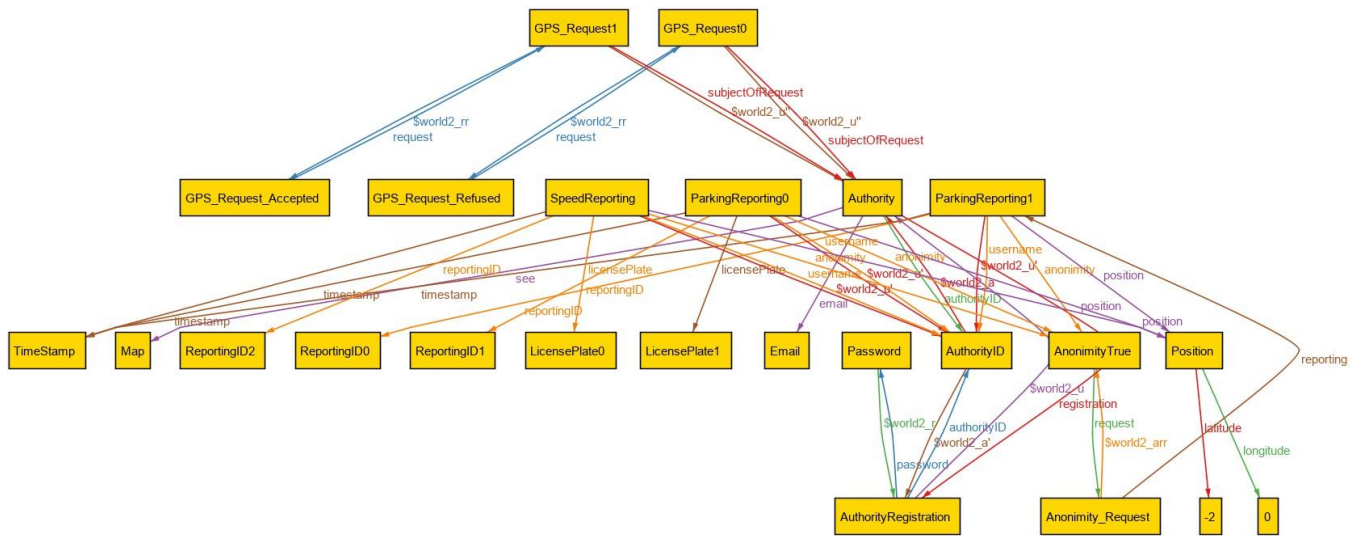 GPS_Request1
GPS_Request0
subjectOfRequest
$world2_rr
$world2_u"
$world2_rr
$world2_u"
request
request
subjectOfRequest
GPS_Request_Accepted
GPS_Request_Refused
SpeedReporting
ParkingReporting0
Authority
ParkingReporting1
username
username
reportingID
licensePlate
licensePlate
anonimity
anonimity
$world2_u'
anonimity
see
username
$world2_u'
$world2_a
position
reportingID
$world2_u'
timestamp
timestamp
authorityID
email
position
reportingID
timestamp
position
TimeStamp
Map
ReportingID2
ReportingID0
ReportingID1
LicensePlate0
LicensePlate1
Email
Password
AuthorityID
AnonimityTrue
Position
reporting
$world2_u
registration
$world2_r
authorityID
request
latitude
$world2_a'
$world2_arr
longitude
password
AuthorityRegistration
Anonimity_Request
-2
0